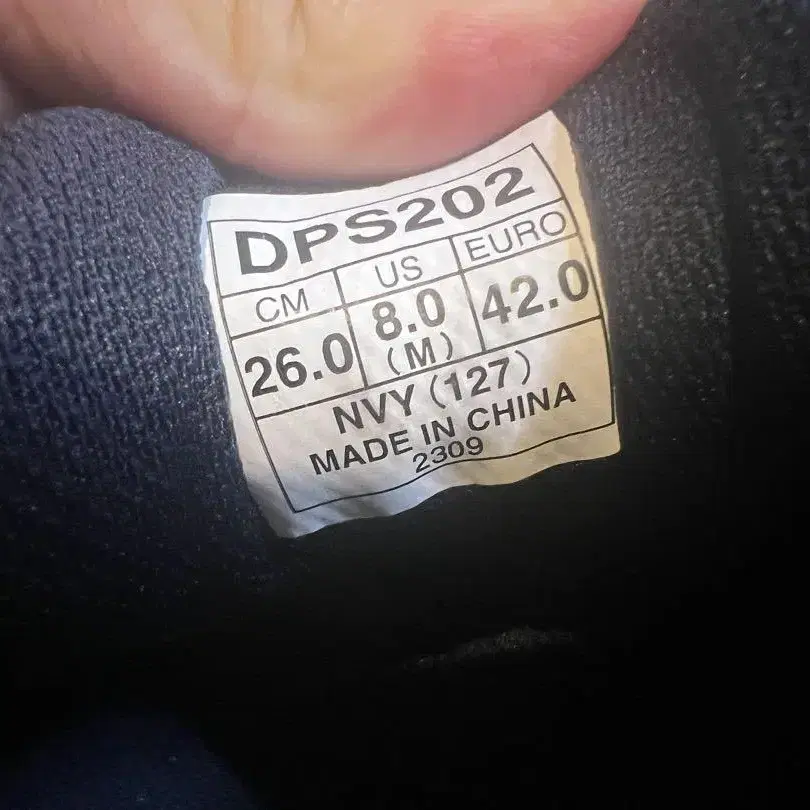 DPS202
CM US EURO
26.0 8.0 (M) 42.0
NVY (127)
MADE IN CHINA
2309